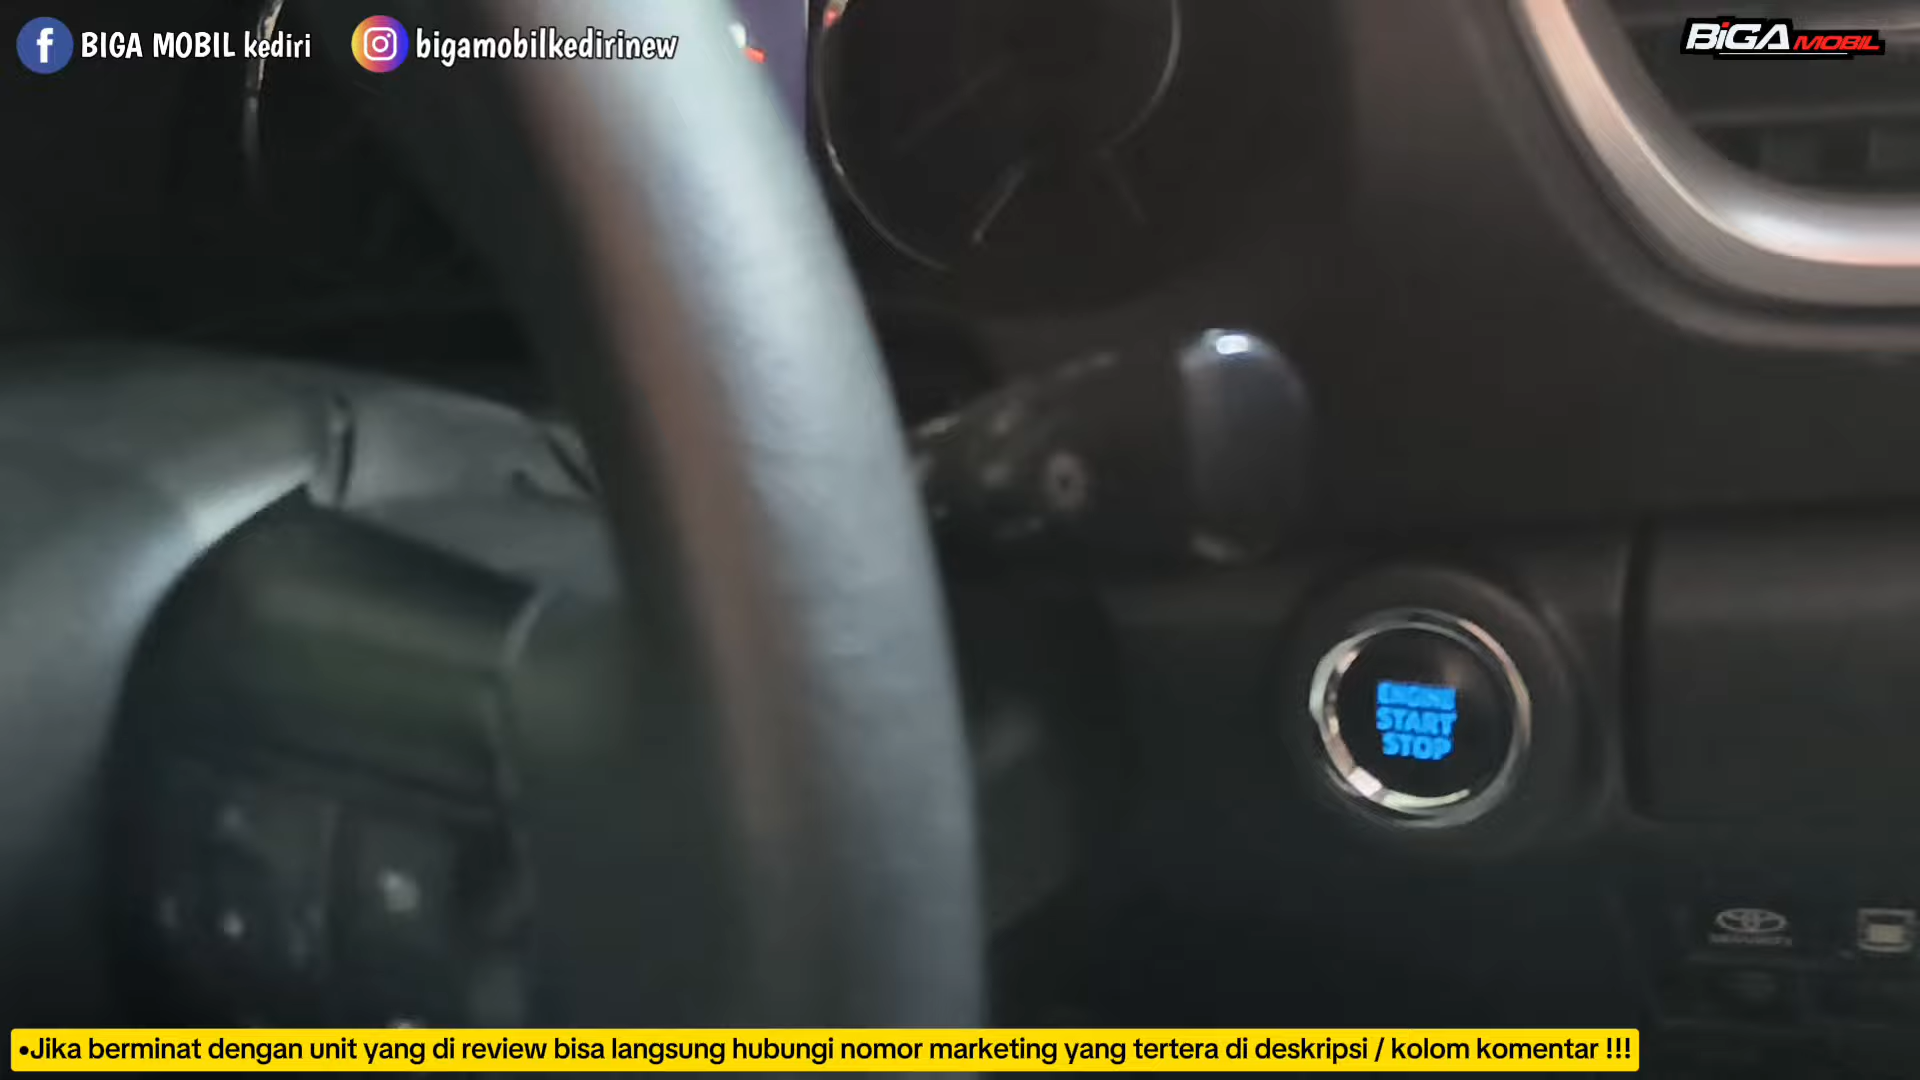 BIGA MOBIL kediri
bigamobilkedirinew
BiGA MOBIL
ENGINE
START
STOP
•Jika berminat dengan unit yang di review bisa langsung hubungi nomor marketing yang tertera di deskripsi / kolom komentar !!!